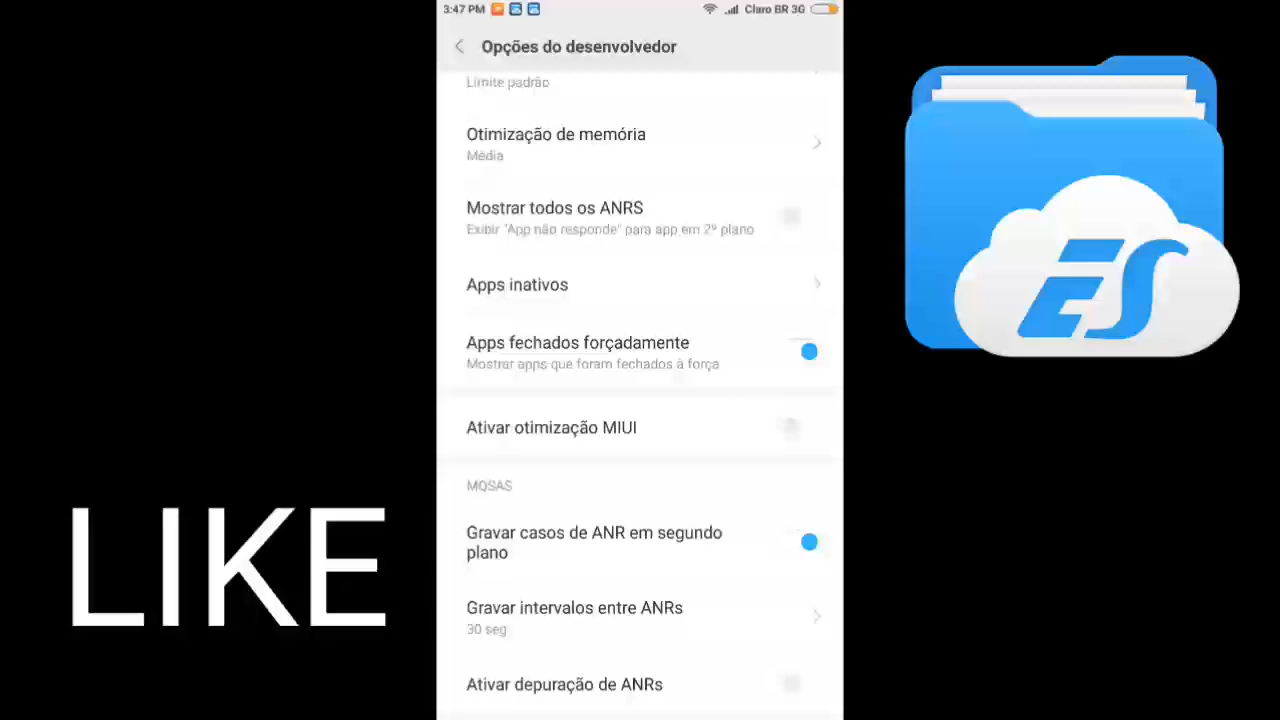 3:47 PM
Claro BR 3G
Opções do desenvolvedor
Limite padrão
Otimização de memória
Média
Mostrar todos os ANRS
Exibir "App não responde" para app em 2º plano
Apps inativos
Apps fechados forçadamente
Mostrar apps que foram fechados à força
Ativar otimização MIUI
MQSAS
Gravar casos de ANR em segundo
plano
Gravar intervalos entre ANRs
30 seg
Ativar depuração de ANRs
LIKE
ES